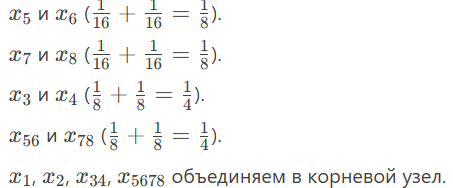 x₅ и x₆ (1/16 + 1/16 = 1/8).
x₇ и x₈ (1/16 + 1/16 = 1/8).
x₃ и x₄ (1/8 + 1/8 = 1/4).
x₅₆ и x₇₈ (1/8 + 1/8 = 1/4).
x₁, x₂, x₃₄, x₅₆₇₈ объединяем в корневой узел.